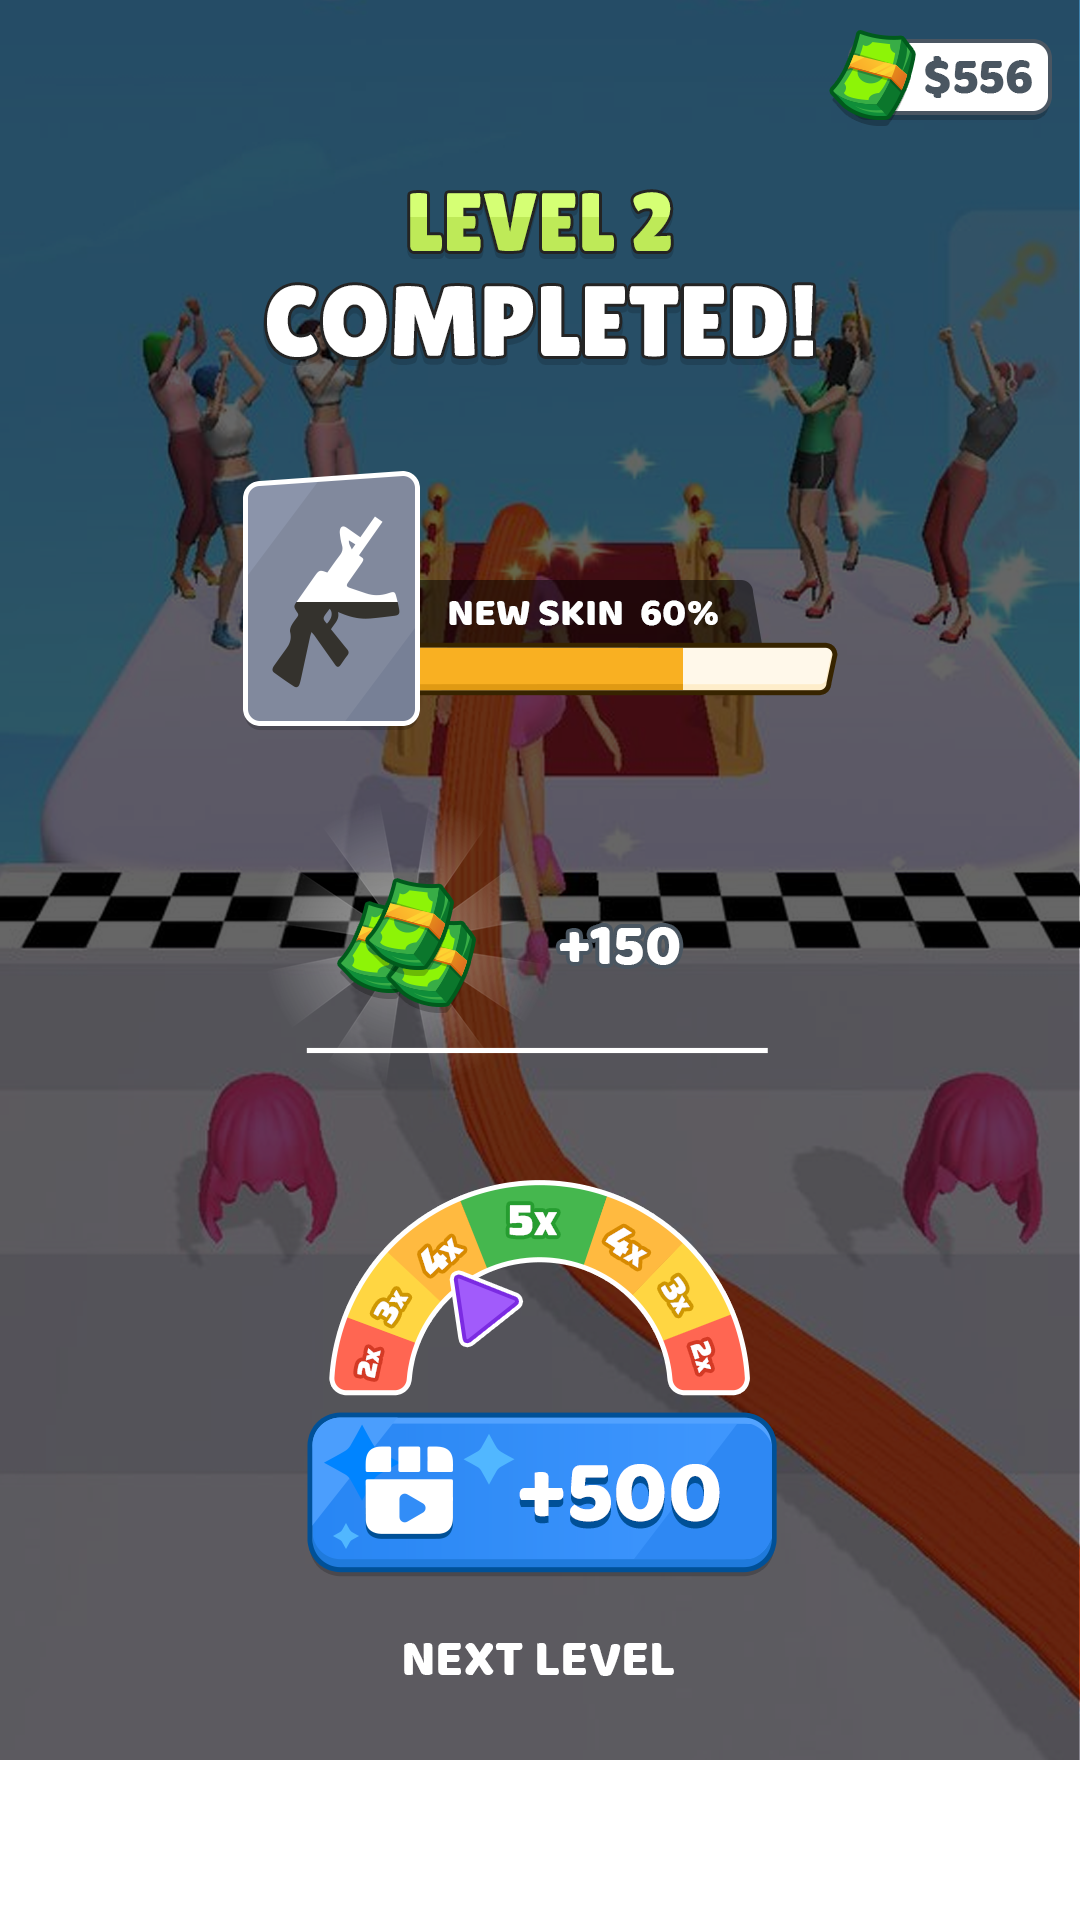 $556
LEVEL 2
COMPLETED!
NEW SKIN 60%
+150
5x
4x
4x
3x
3x
2x
2x
+500
NEXT LEVEL